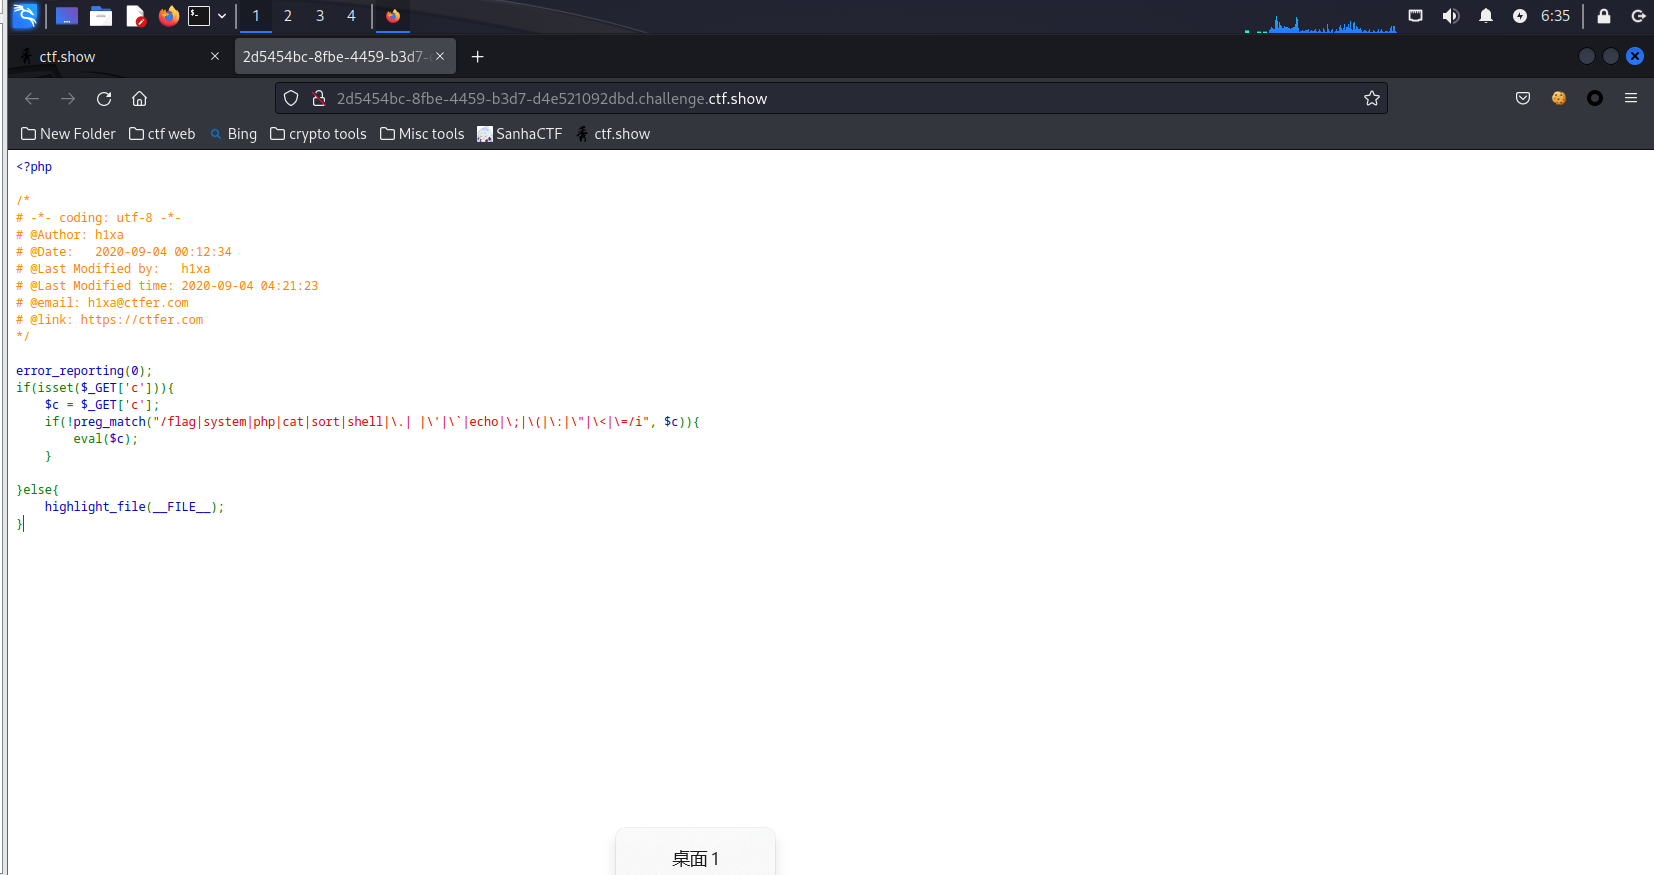 1 2 3 4 6:35
ctf.show 2d5454bc-8fbe-4459-b3d7-
2d5454bc-8fbe-4459-b3d7-d4e521092dbd.challenge.ctf.show
New Folder ctf web Bing crypto tools Misc tools SanhaCTF ctf.show
<?php
/*
# -*- coding: utf-8 -*-
# @Author: h1xa
# @Date:   2020-09-04 00:12:34
# @Last Modified by:   h1xa
# @Last Modified time: 2020-09-04 04:21:23
# @email: h1xa@ctfer.com
# @link: https://ctfer.com
*/
error_reporting(0);
if(isset($_GET['c'])){
    $c = $_GET['c'];
    if(!preg_match("/flag|system|php|cat|sort|shell|\.| |\'|\`|echo|\;|\(|\:|\"|\<|\=/i", $c)){
        eval($c);
    }
}else{
    highlight_file(__FILE__);
}
桌面 1